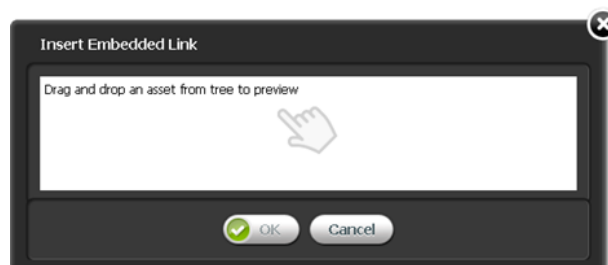 Insert Embedded Link
Drag and drop an asset from tree to preview
OK
Cancel